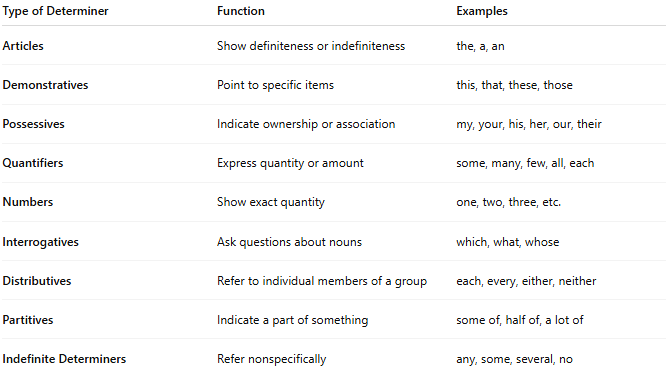 Type of Determiner Function Examples
Articles Show definiteness or indefiniteness the, a, an
Demonstratives Point to specific items this, that, these, those
Possessives Indicate ownership or association my, your, his, her, our, their
Quantifiers Express quantity or amount some, many, few, all, each
Numbers Show exact quantity one, two, three, etc.
Interrogatives Ask questions about nouns which, what, whose
Distributives Refer to individual members of a group each, every, either, neither
Partitives Indicate a part of something some of, half of, a lot of
Indefinite Determiners Refer nonspecifically any, some, several, no